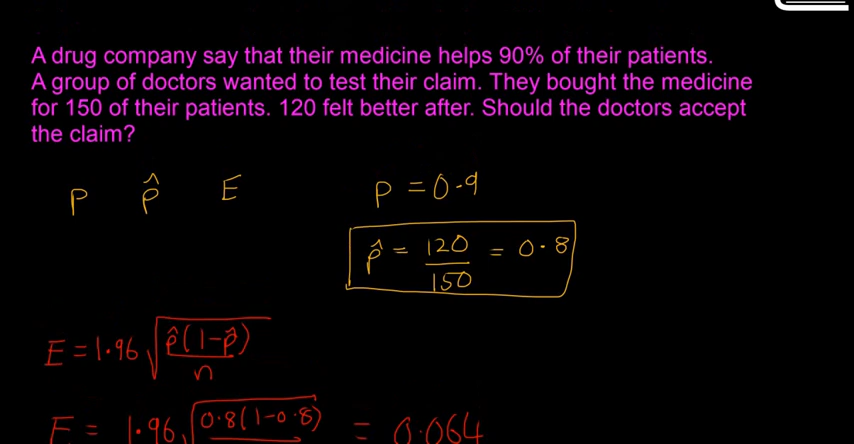 A drug company say that their medicine helps 90% of their patients.
A group of doctors wanted to test their claim. They bought the medicine
for 150 of their patients. 120 felt better after. Should the doctors accept
the claim?
P p̂ E p = 0.9
p̂ = 120/150 = 0.8
E = 1.96 √(p̂(1-p̂)/n)
E = 1.96 √(0.8(1-0.8) = 0.064